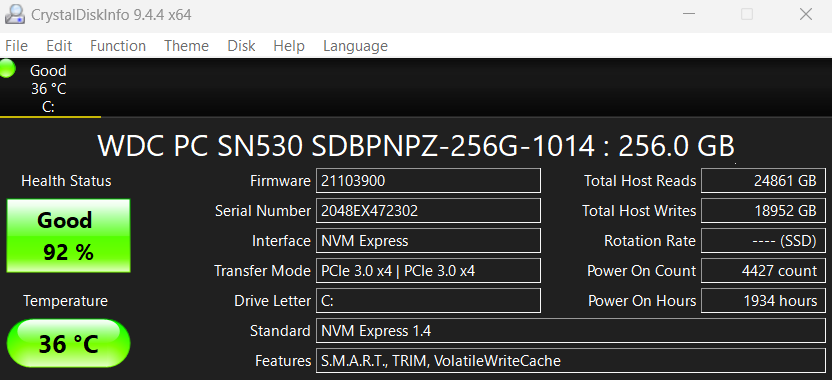 CrystalDiskInfo 9.4.4 x64
File Edit Function Theme Disk Help Language
Good
36 °C
C:
WDC PC SN530 SDBPNPZ-256G-1014 : 256.0 GB
Health Status
Good
92 %
Temperature
36 °C
Firmware 21103900
Serial Number 2048EX472302
Interface NVM Express
Transfer Mode PCIe 3.0 x4 | PCIe 3.0 x4
Drive Letter C:
Total Host Reads 24861 GB
Total Host Writes 18952 GB
Rotation Rate ---- (SSD)
Power On Count 4427 count
Power On Hours 1934 hours
Standard NVM Express 1.4
Features S.M.A.R.T., TRIM, VolatileWriteCache